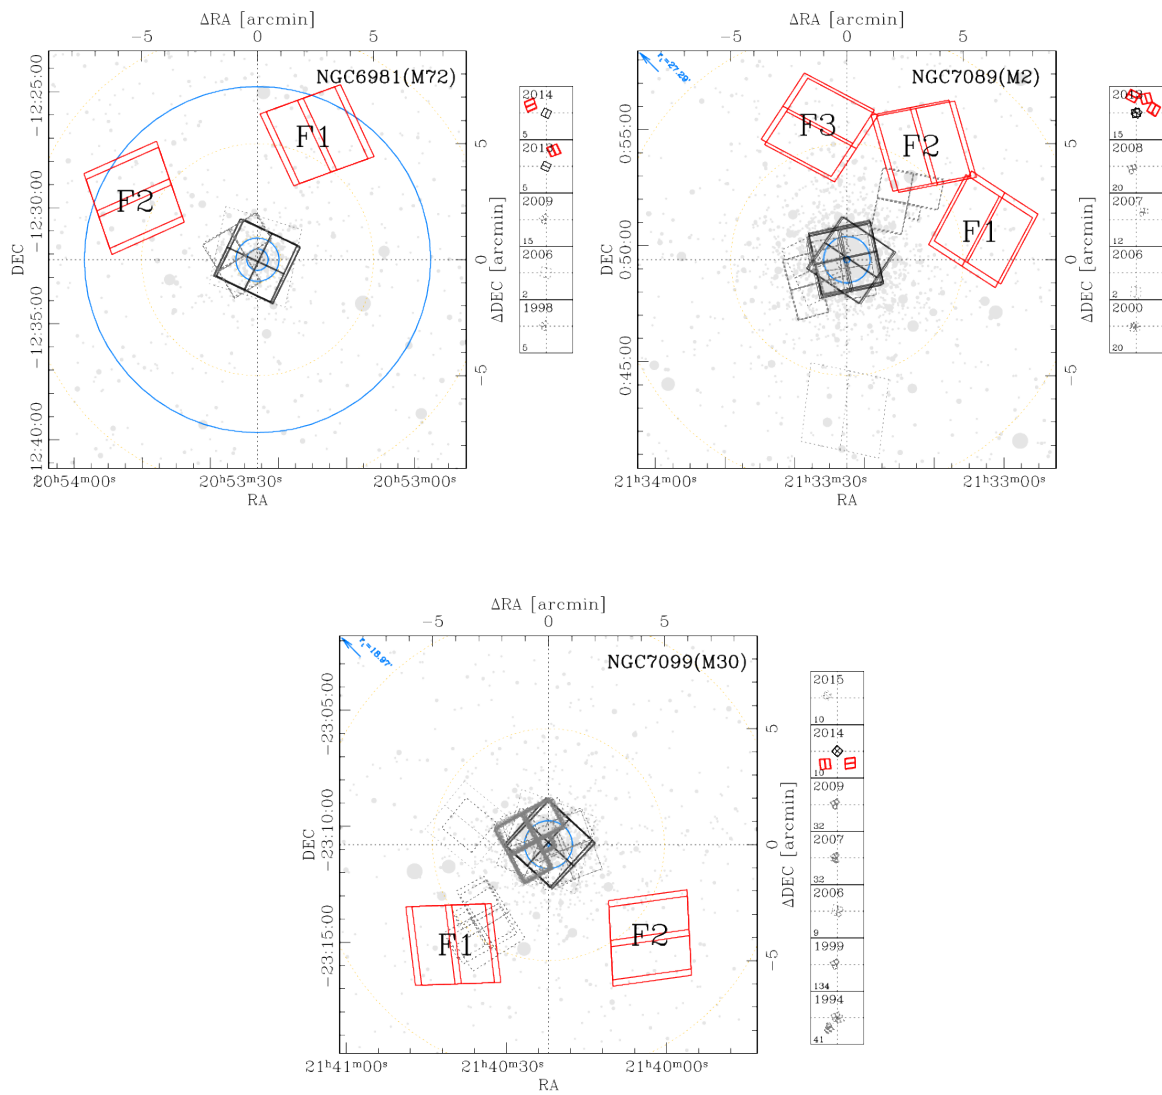 ΔRA [arcmin]
−5 0 5
NGC6981(M72)
F1
F2
DEC
−12:25:00
−12:30:00
−12:35:00
−12:40:00
5
0
−5
ΔDEC [arcmin]
20ʰ54ᵐ00ˢ 20ʰ53ᵐ30ˢ 20ʰ53ᵐ00ˢ
RA
2014
5
5
2009
15
2006
2
1998
5
ΔRA [arcmin]
−5 0 5
NGC7089(M2)
F3
F2
F1
DEC
0:55:00
0:50:00
0:45:00
5
0
−5
ΔDEC [arcmin]
21ʰ34ᵐ00ˢ 21ʰ33ᵐ30ˢ 21ʰ33ᵐ00ˢ
RA
15
2008
20
2007
12
2006
2
2000
20
ΔRA [arcmin]
−5 0 5
NGC7099(M30)
F1
F2
DEC
−23:05:00
−23:10:00
−23:15:00
5
0
−5
ΔDEC [arcmin]
21ʰ41ᵐ00ˢ 21ʰ40ᵐ30ˢ 21ʰ40ᵐ00ˢ
RA
2015
10
2014
10
2009
32
2007
32
2006
9
1999
134
1994
41